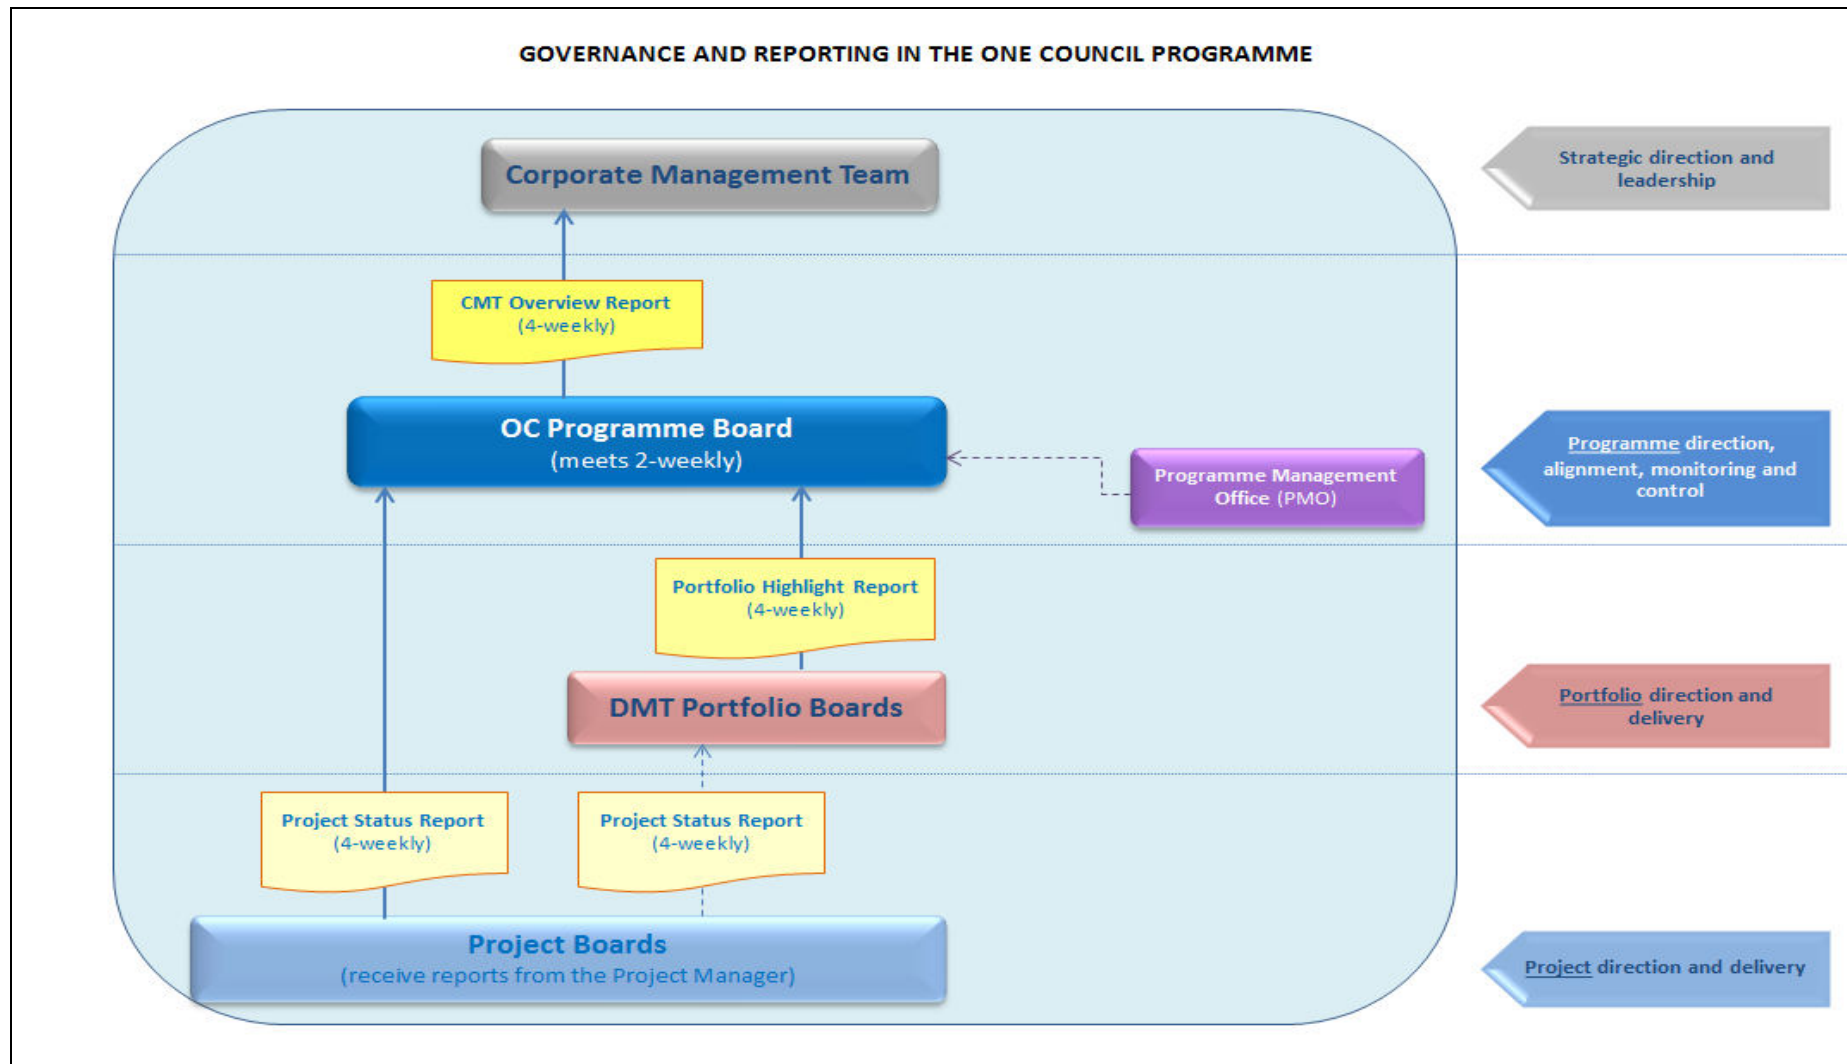 GOVERNANCE AND REPORTING IN THE ONE COUNCIL PROGRAMME
Corporate Management Team
Strategic direction and
leadership
CMT Overview Report
(4-weekly)
OC Programme Board
(meets 2-weekly)
Programme Management
Office (PMO)
Programme direction,
alignment, monitoring and
control
Portfolio Highlight Report
(4-weekly)
DMT Portfolio Boards
Portfolio direction and
delivery
Project Status Report
(4-weekly)
Project Status Report
(4-weekly)
Project Boards
(receive reports from the Project Manager)
Project direction and delivery